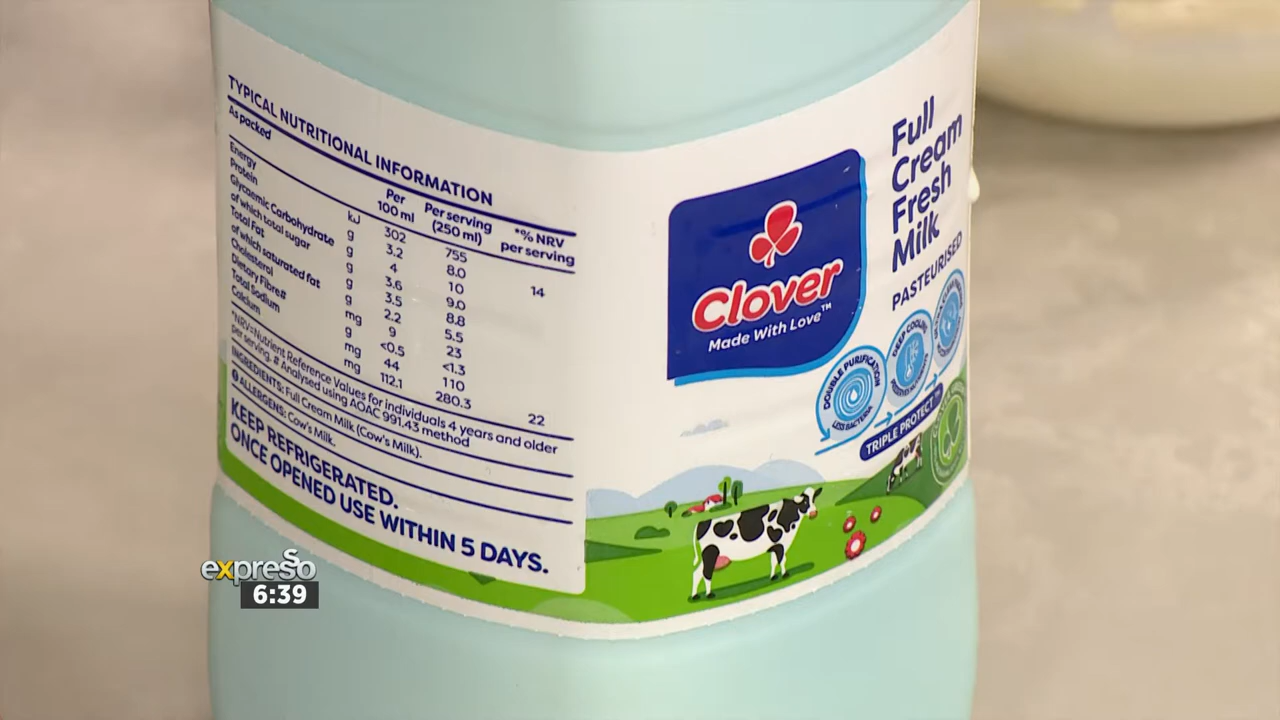 TYPICAL NUTRITIONAL INFORMATION
As packed
Per 100 ml Per serving (250 ml) *% NRV per serving
Energy kJ 302 755
Protein g 3.2 8.0 14
Glycaemic Carbohydrate g 4 10
of which total sugar g 3.6 9.0
Total Fat g 3.5 8.8
of which saturated fat g 2.2 5.5
Cholesterol mg 9 23
Dietary Fibre# g <0.5 <1.3
Total Sodium mg 44 110
Calcium mg 112.1 280.3 22
*NRV=Nutrient Reference Values for individuals 4 years and older
per serving. # Analysed using AOAC 991.43 method
INGREDIENTS: Full Cream Milk (Cow's Milk).
ALLERGENS: Cow's Milk.
KEEP REFRIGERATED.
ONCE OPENED USE WITHIN 5 DAYS.
Clover
Made With Love™
Full
Cream
Fresh
Milk
PASTEURISED
DOUBLE PURIFICATION
LESS BACTERIA
DEEP COOLING
TRIPLE PROTECT™
expresso
6:39